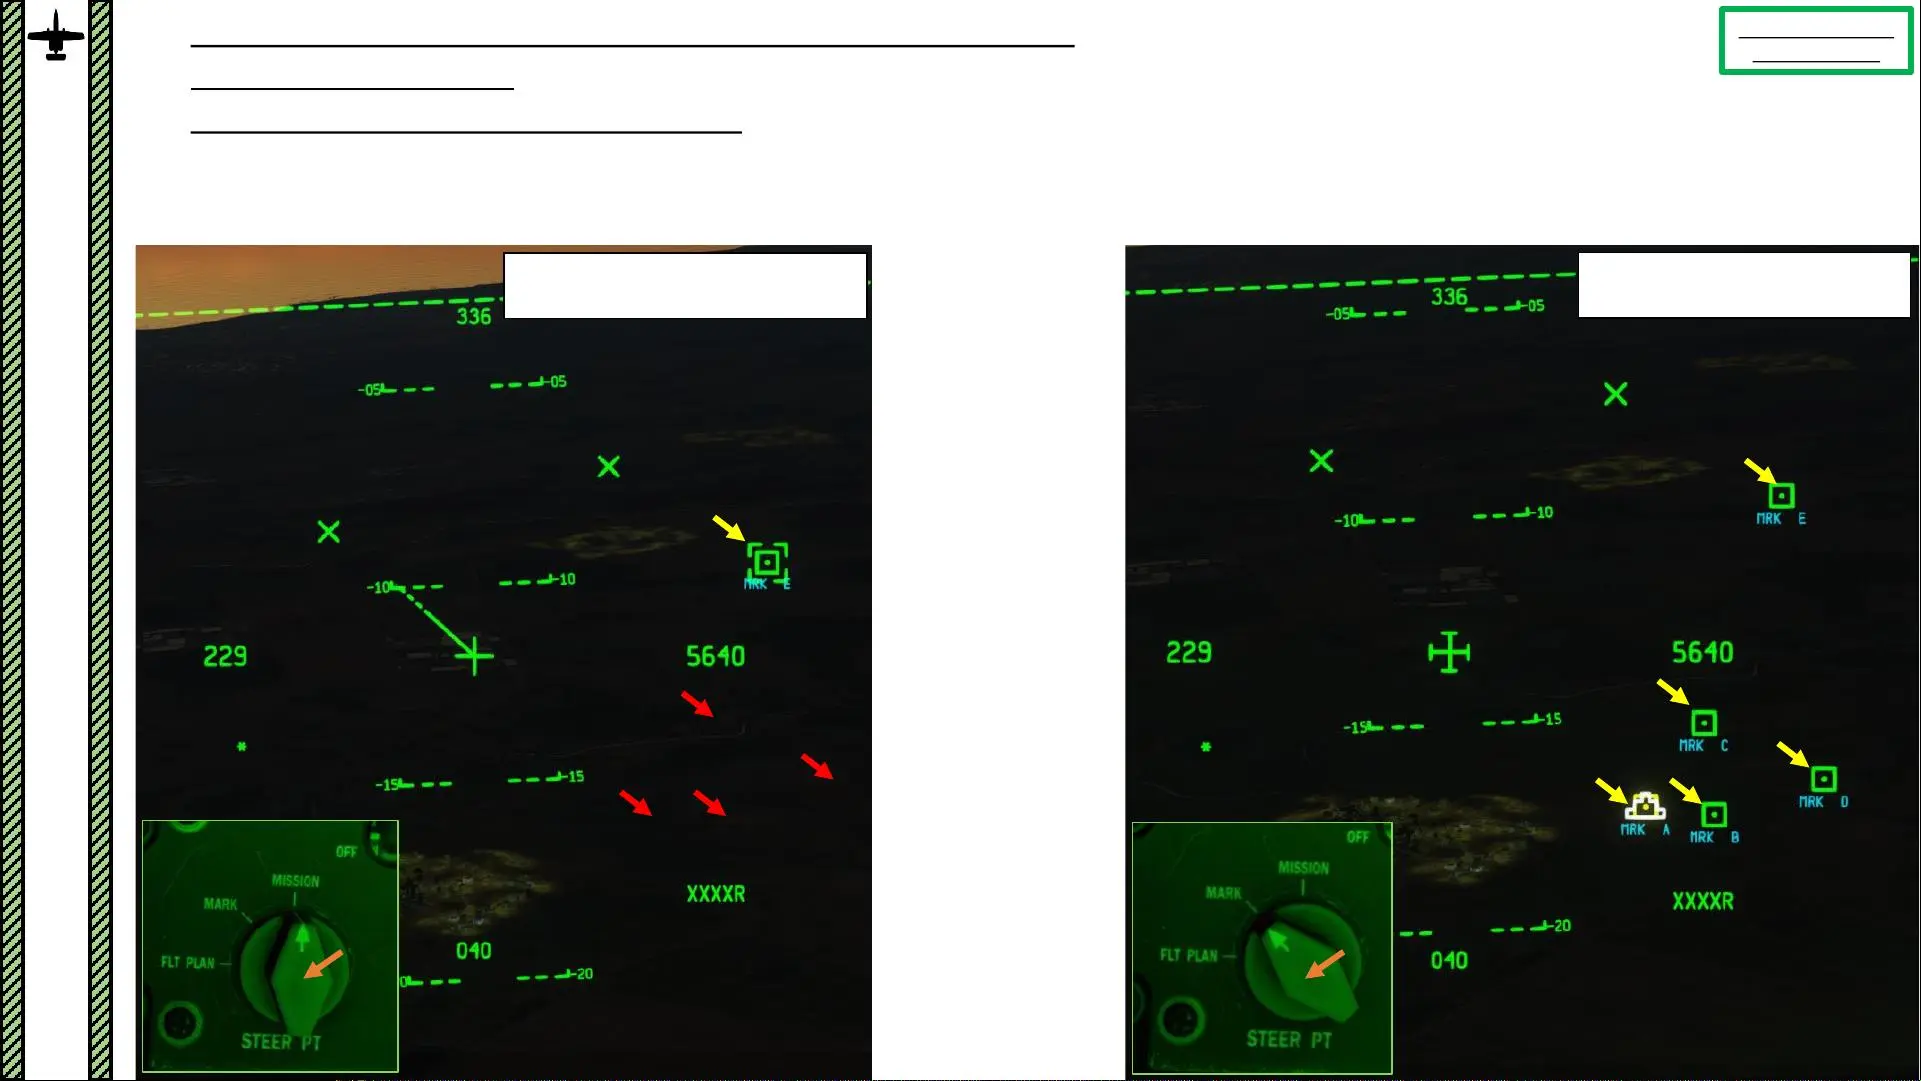 336
-05 -05
-10 -10
MRK E
229 5640
*
-15 -15
XXXXR
040
-20
OFF
MISSION
MARK
FLT PLAN
STEER PT
336
-05 -05
MRK E
-10 -10
229 5640
-15 -15
MRK C
*
MRK D
MRK A MRK B
XXXXR
-20
040
OFF
MISSION
MARK
FLT PLAN
STEER PT